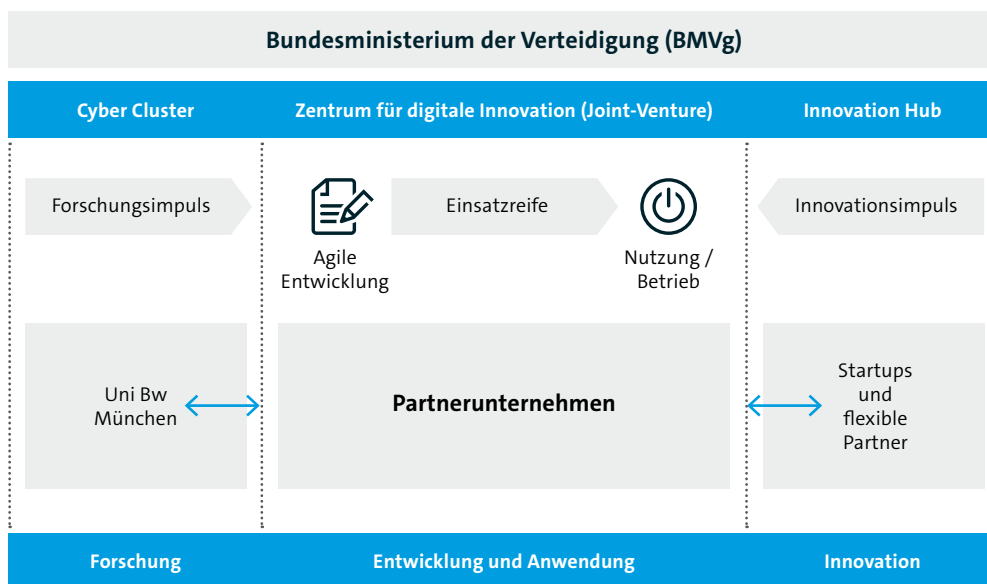 Bundesministerium der Verteidigung (BMVg)
Cyber Cluster
Zentrum für digitale Innovation (Joint-Venture)
Innovation Hub
Forschungsimpuls
Einsatzreife
Innovationsimpuls
Agile
Entwicklung
Nutzung /
Betrieb
Uni Bw
München
Partnerunternehmen
Startups
und
flexible
Partner
Forschung
Entwicklung und Anwendung
Innovation